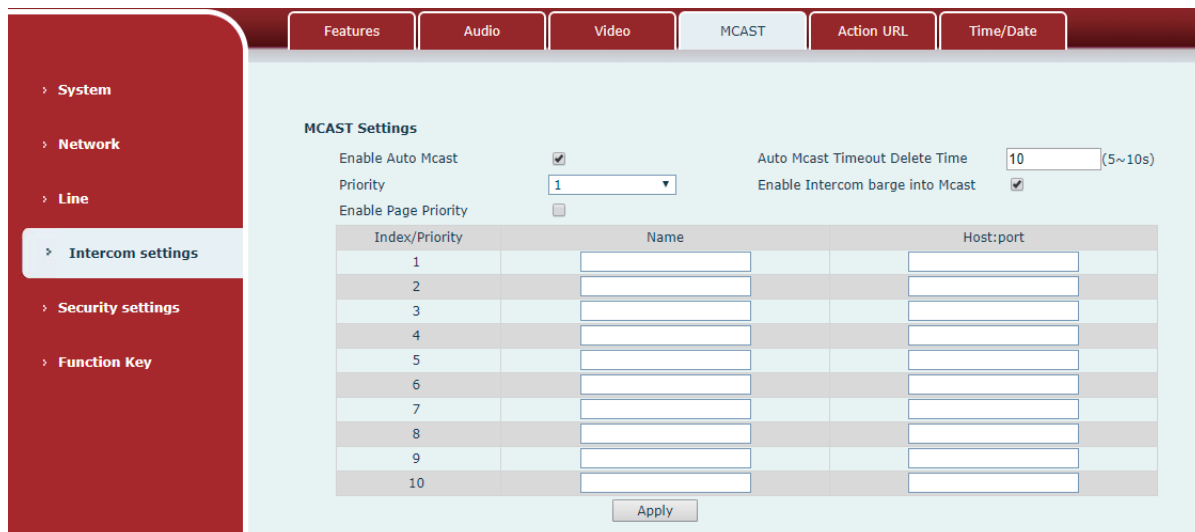 Features Audio Video MCAST Action URL Time/Date
› System
› Network
› Line
› Intercom settings
› Security settings
› Function Key
MCAST Settings
Enable Auto Mcast Auto Mcast Timeout Delete Time 10 (5~10s)
Priority 1 Enable Intercom barge into Mcast
Enable Page Priority
Index/Priority Name Host:port
1
2
3
4
5
6
7
8
9
10
Apply